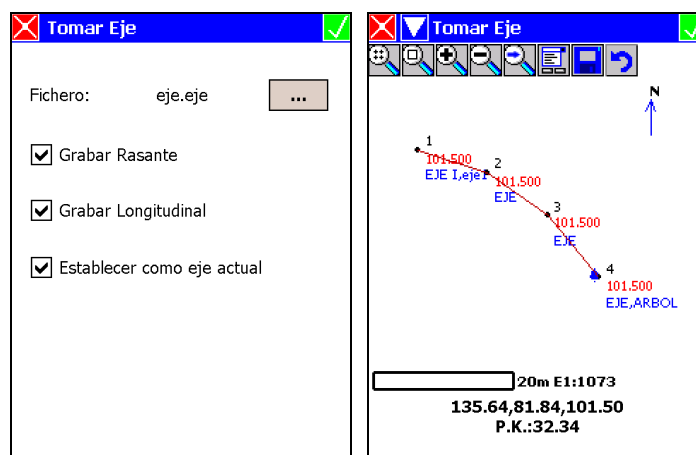 Tomar Eje
Fichero: eje.eje ...
Grabar Rasante
Grabar Longitudinal
Establecer como eje actual
Tomar Eje
N
1
101.500
EJE I,eje1
2
101.500
EJE
3
101.500
EJE
4
101.500
EJE,ARBOL
20m E1:1073
135.64,81.84,101.50
P.K.:32.34